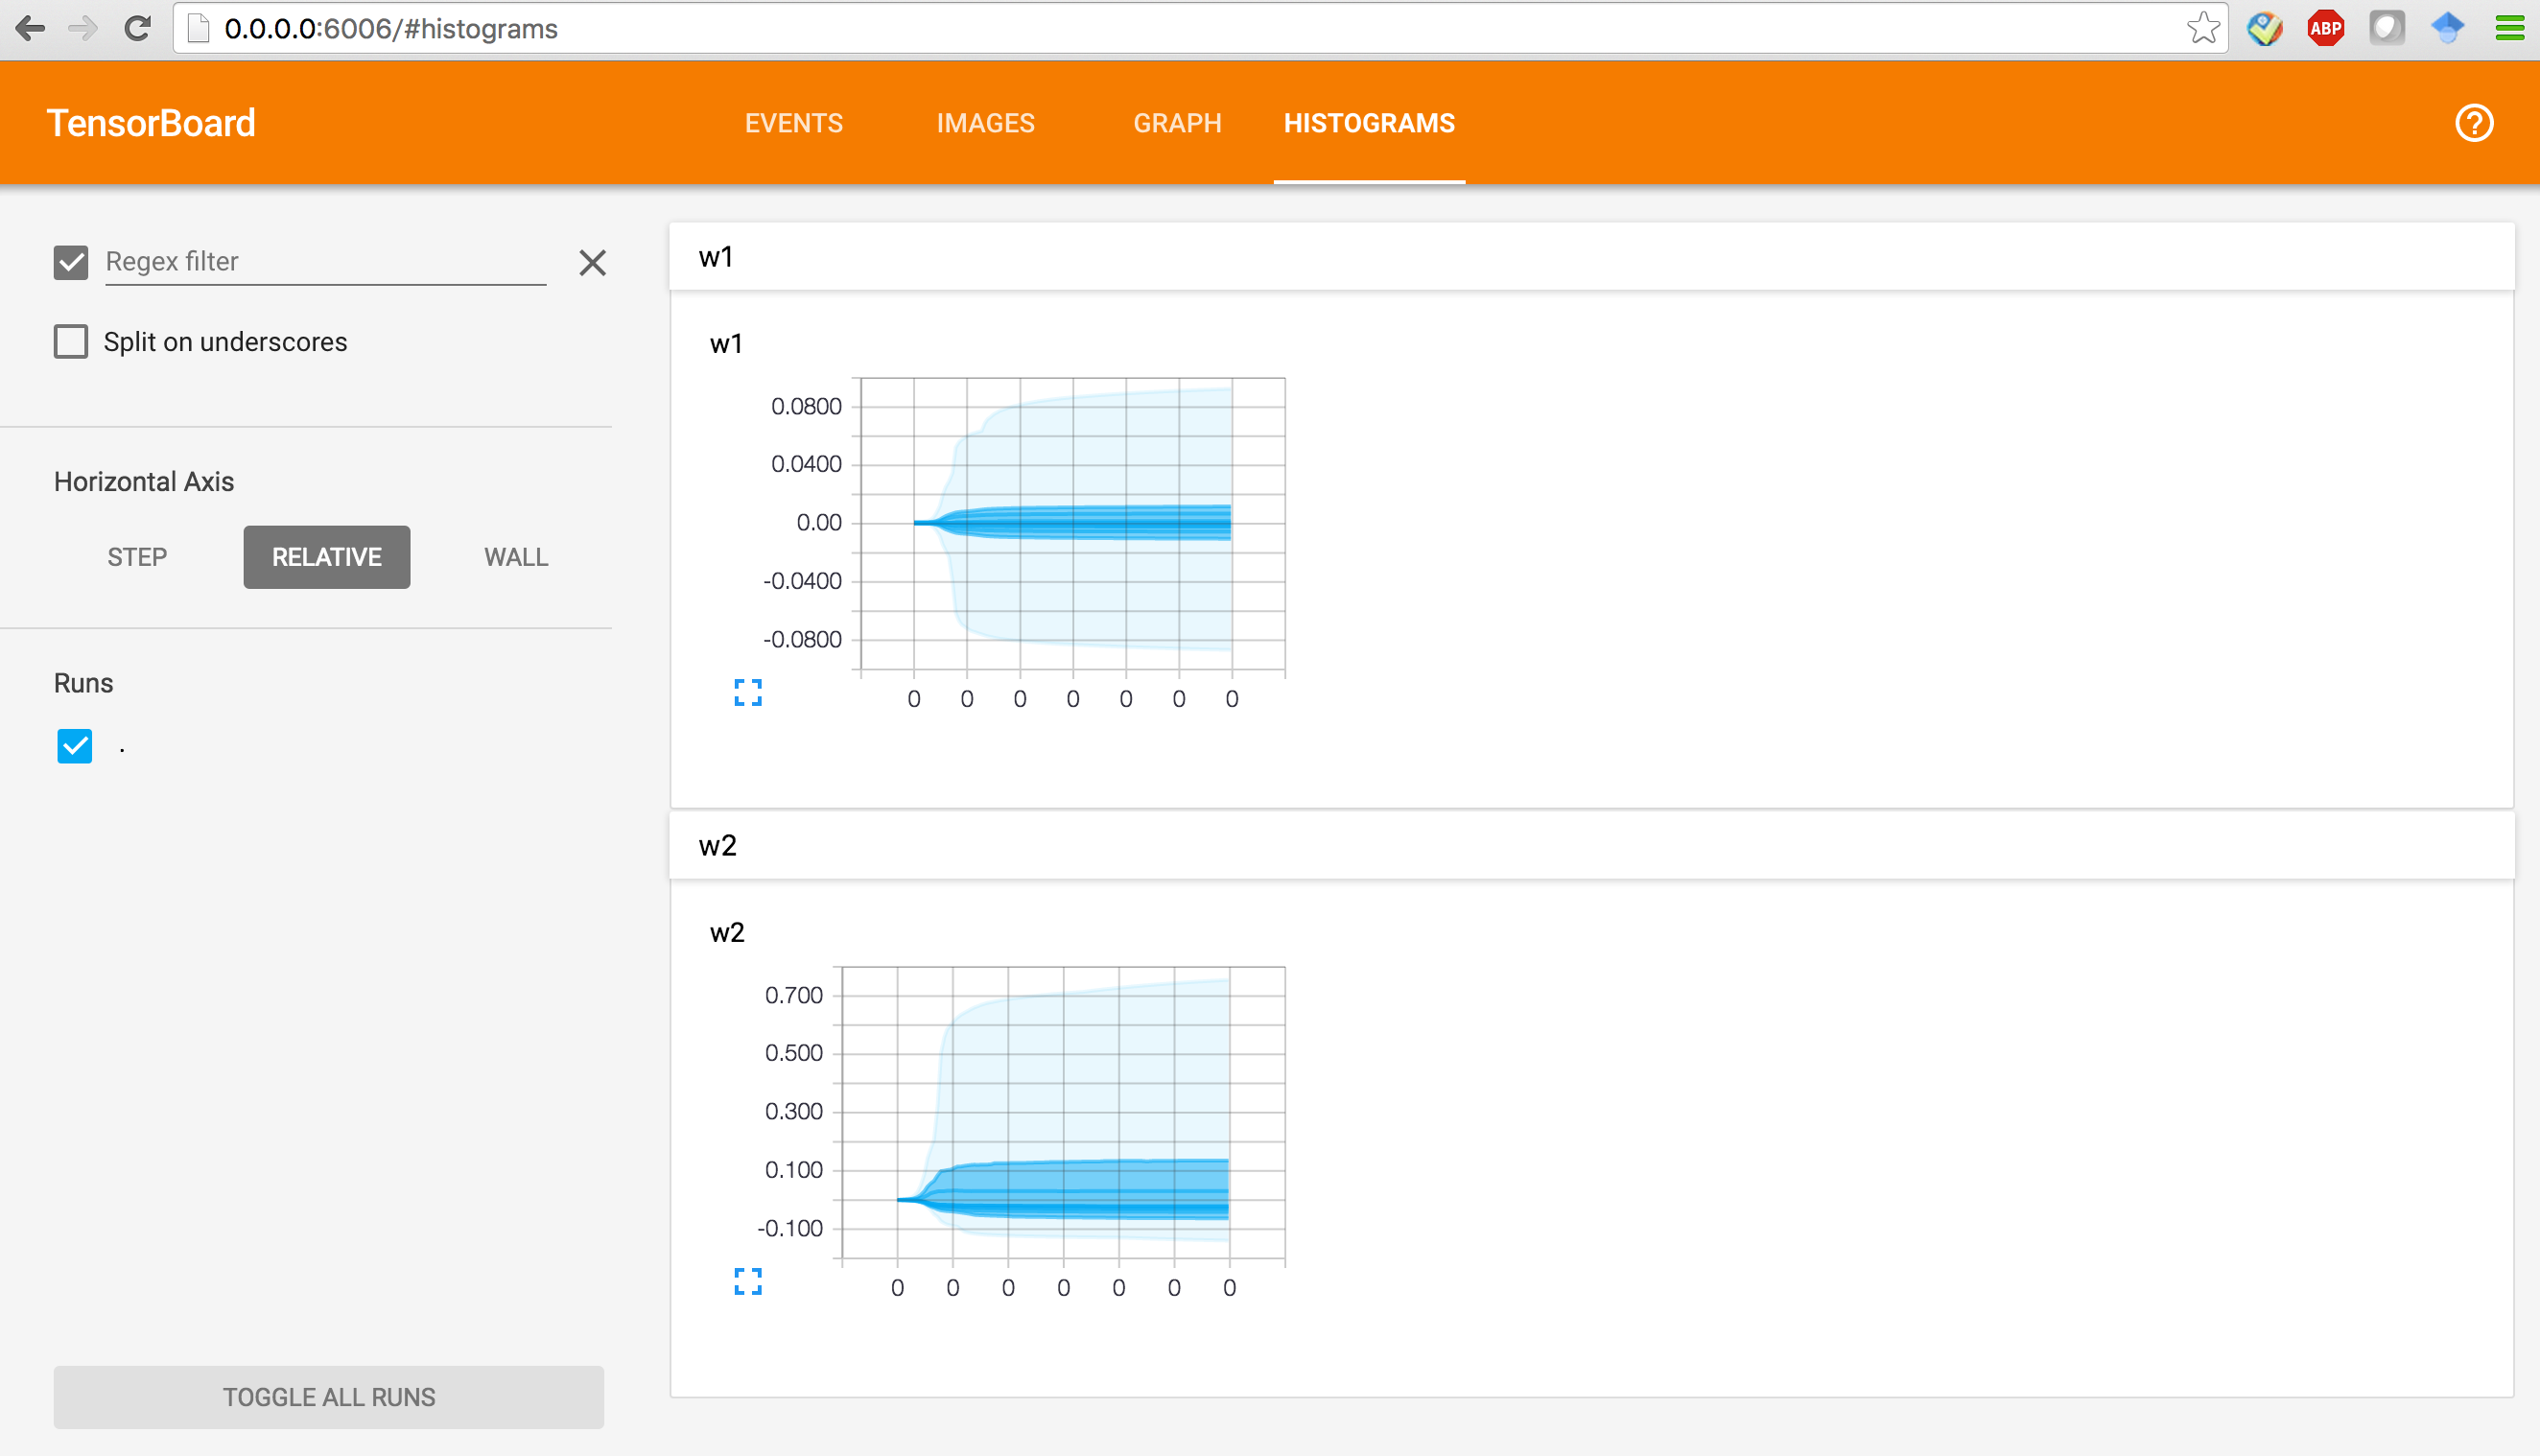 0.0.0.0:6006/#histograms
ABP
TensorBoard EVENTS IMAGES GRAPH HISTOGRAMS ?
Regex filter
Split on underscores
Horizontal Axis
STEP RELATIVE WALL
Runs
.
TOGGLE ALL RUNS
w1
w1
0.0800
0.0400
0.00
-0.0400
-0.0800
0 0 0 0 0 0 0
w2
w2
0.700
0.500
0.300
0.100
-0.100
0 0 0 0 0 0 0